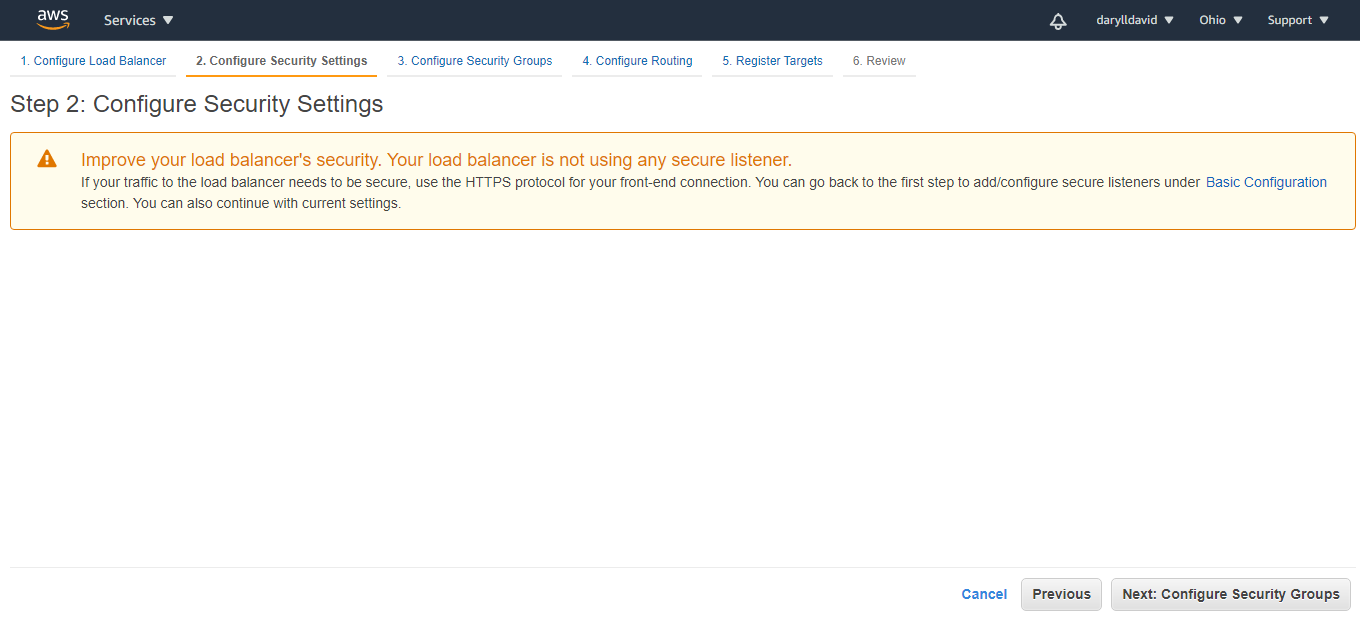 aws Services darylldavid Ohio Support
1. Configure Load Balancer 2. Configure Security Settings 3. Configure Security Groups 4. Configure Routing 5. Register Targets 6. Review
Step 2: Configure Security Settings
Improve your load balancer's security. Your load balancer is not using any secure listener.
If your traffic to the load balancer needs to be secure, use the HTTPS protocol for your front-end connection. You can go back to the first step to add/configure secure listeners under Basic Configuration
section. You can also continue with current settings.
Cancel Previous Next: Configure Security Groups